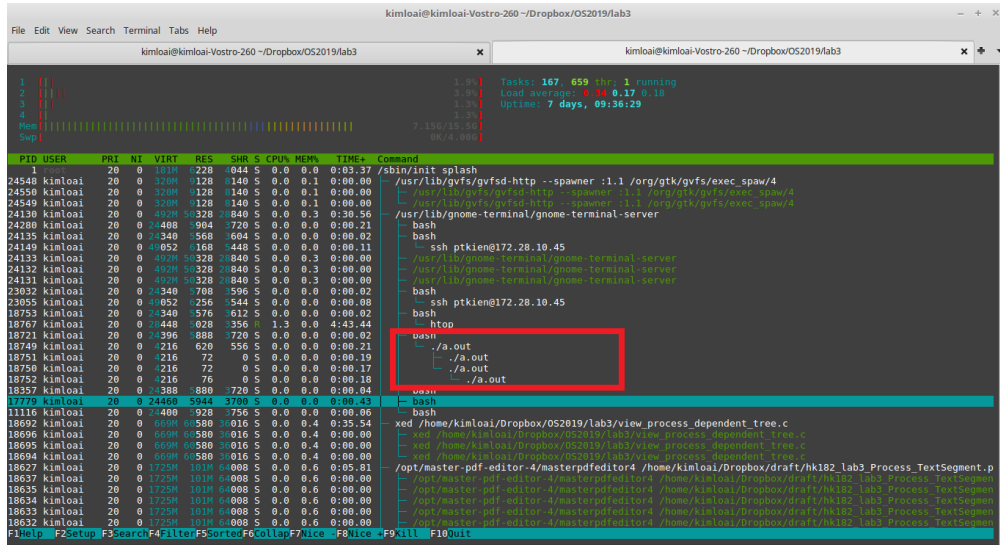 kimloai@kimloai-Vostro-260 ~/Dropbox/OS2019/lab3
File Edit View Search Terminal Tabs Help
kimloai@kimloai-Vostro-260 ~/Dropbox/OS2019/lab3 kimloai@kimloai-Vostro-260 ~/Dropbox/OS2019/lab3
1 1.9% Tasks: 167, 659 thr; 1 running
2 3.9% Load average: 0.34 0.17 0.18
3 1.3% Uptime: 7 days, 09:36:29
4 1.3%
Mem 7.15G/15.5G
Swp 0K/4.00G
PID USER PRI NI VIRT RES SHR S CPU% MEM% TIME+ Command
1 root 20 0 181M 6228 4044 S 0.0 0.0 0:03.37 /sbin/init splash
24548 kimloai 20 0 320M 9128 8140 S 0.0 0.1 0:00.00 /usr/lib/gvfs/gvfsd-http --spawner :1.1 /org/gtk/gvfs/exec_spaw/4
24550 kimloai 20 0 320M 9128 8140 S 0.0 0.1 0:00.00 /usr/lib/gvfs/gvfsd-http --spawner :1.1 /org/gtk/gvfs/exec_spaw/4
24549 kimloai 20 0 320M 9128 8140 S 0.0 0.1 0:00.00 /usr/lib/gvfs/gvfsd-http --spawner :1.1 /org/gtk/gvfs/exec_spaw/4
24130 kimloai 20 0 492M 50328 28840 S 0.0 0.3 0:30.56 /usr/lib/gnome-terminal/gnome-terminal-server
24280 kimloai 20 0 24408 5904 3720 S 0.0 0.0 0:00.21 bash
24135 kimloai 20 0 24340 5568 3604 S 0.0 0.0 0:00.02 bash
24149 kimloai 20 0 49052 6168 5448 S 0.0 0.0 0:00.11 ssh ptkien@172.28.10.45
24133 kimloai 20 0 492M 50328 28840 S 0.0 0.3 0:00.00 /usr/lib/gnome-terminal/gnome-terminal-server
24132 kimloai 20 0 492M 50328 28840 S 0.0 0.3 0:00.00 /usr/lib/gnome-terminal/gnome-terminal-server
24131 kimloai 20 0 492M 50328 28840 S 0.0 0.3 0:00.00 /usr/lib/gnome-terminal/gnome-terminal-server
23032 kimloai 20 0 24340 5708 3596 S 0.0 0.0 0:00.02 bash
23055 kimloai 20 0 49052 6256 5544 S 0.0 0.0 0:00.08 ssh ptkien@172.28.10.45
18753 kimloai 20 0 24340 5576 3612 S 0.0 0.0 0:00.02 bash
18767 kimloai 20 0 28448 5028 3356 R 1.3 0.0 4:43.44 htop
18721 kimloai 20 0 24396 5888 3720 S 0.0 0.0 0:00.02 bash
18749 kimloai 20 0 4216 620 556 S 0.0 0.0 0:00.21 ./a.out
18751 kimloai 20 0 4216 72 0 S 0.0 0.0 0:00.19 ./a.out
18750 kimloai 20 0 4216 72 0 S 0.0 0.0 0:00.17 ./a.out
18752 kimloai 20 0 4216 76 0 S 0.0 0.0 0:00.18 ./a.out
18357 kimloai 20 0 24388 5880 3720 S 0.0 0.0 0:00.04 bash
17779 kimloai 20 0 24460 5944 3700 S 0.0 0.0 0:00.43 bash
11116 kimloai 20 0 24400 5928 3756 S 0.0 0.0 0:00.06 bash
18692 kimloai 20 0 669M 60580 36016 S 0.0 0.4 0:35.54 xed /home/kimloai/Dropbox/OS2019/lab3/view_process_dependent_tree.c
18696 kimloai 20 0 669M 60580 36016 S 0.0 0.4 0:00.00 xed /home/kimloai/Dropbox/OS2019/lab3/view_process_dependent_tree.c
18695 kimloai 20 0 669M 60580 36016 S 0.0 0.4 0:00.00 xed /home/kimloai/Dropbox/OS2019/lab3/view_process_dependent_tree.c
18694 kimloai 20 0 669M 60580 36016 S 0.0 0.4 0:00.00 xed /home/kimloai/Dropbox/OS2019/lab3/view_process_dependent_tree.c
18627 kimloai 20 0 1725M 101M 64008 S 0.0 0.6 0:05.81 /opt/master-pdf-editor-4/masterpdfeditor4 /home/kimloai/Dropbox/draft/hk182_lab3_Process_TextSegment.p
18637 kimloai 20 0 1725M 101M 64008 S 0.0 0.6 0:00.00 /opt/master-pdf-editor-4/masterpdfeditor4 /home/kimloai/Dropbox/draft/hk182_lab3_Process_TextSegmen
18635 kimloai 20 0 1725M 101M 64008 S 0.0 0.6 0:00.00 /opt/master-pdf-editor-4/masterpdfeditor4 /home/kimloai/Dropbox/draft/hk182_lab3_Process_TextSegmen
18634 kimloai 20 0 1725M 101M 64008 S 0.0 0.6 0:00.00 /opt/master-pdf-editor-4/masterpdfeditor4 /home/kimloai/Dropbox/draft/hk182_lab3_Process_TextSegmen
18633 kimloai 20 0 1725M 101M 64008 S 0.0 0.6 0:00.00 /opt/master-pdf-editor-4/masterpdfeditor4 /home/kimloai/Dropbox/draft/hk182_lab3_Process_TextSegmen
18632 kimloai 20 0 1725M 101M 64008 S 0.0 0.6 0:00.00 /opt/master-pdf-editor-4/masterpdfeditor4 /home/kimloai/Dropbox/draft/hk182_lab3_Process_TextSegmen
F1Help F2Setup F3SearchF4FilterF5SortedF6CollapF7Nice -F8Nice +F9Kill F10Quit